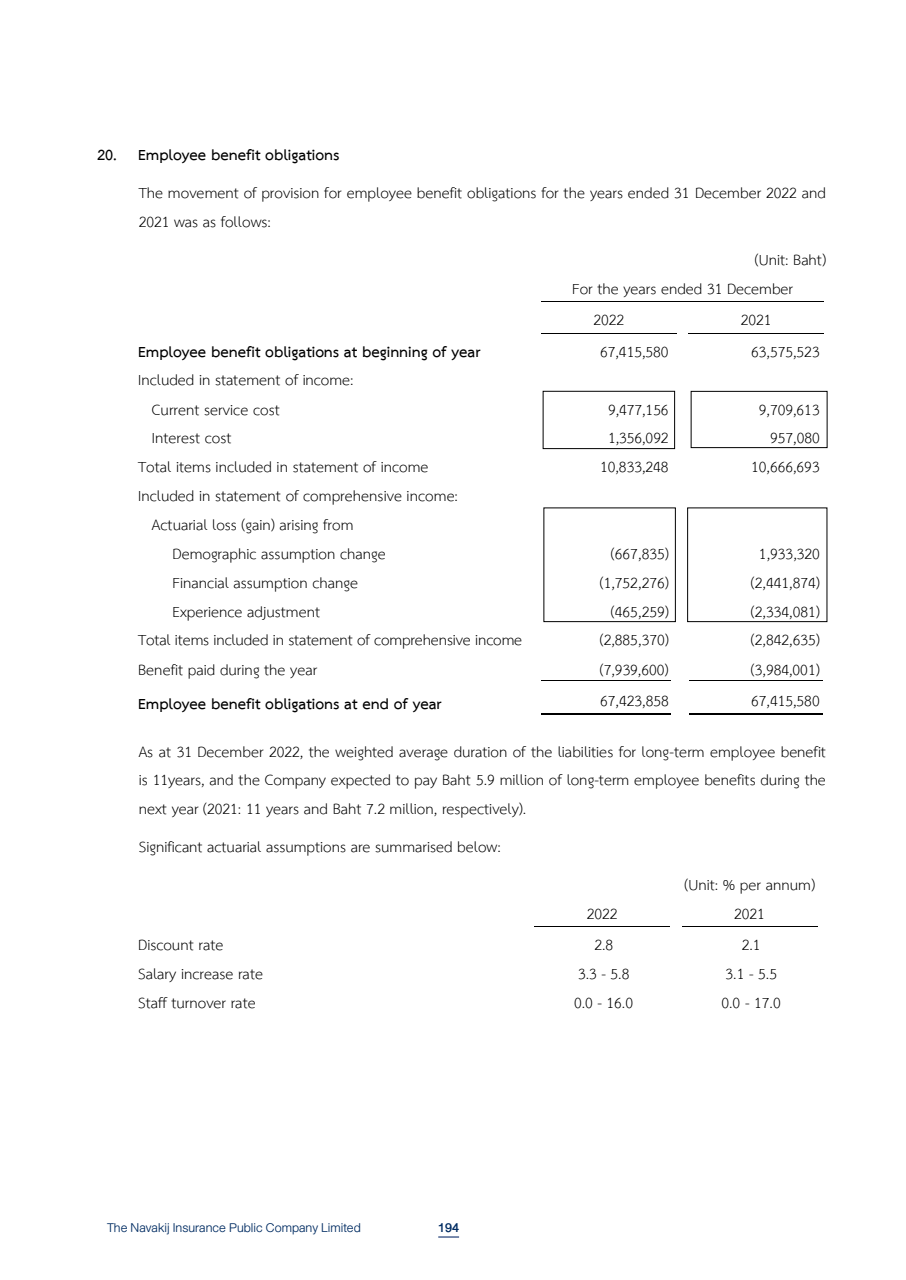 20. Employee benefit obligations
The movement of provision for employee benefit obligations for the years ended 31 December 2022 and
2021 was as follows:
(Unit: Baht)
For the years ended 31 December
2022 2021
Employee benefit obligations at beginning of year 67,415,580 63,575,523
Included in statement of income:
Current service cost 9,477,156 9,709,613
Interest cost 1,356,092 957,080
Total items included in statement of income 10,833,248 10,666,693
Included in statement of comprehensive income:
Actuarial loss (gain) arising from
Demographic assumption change (667,835) 1,933,320
Financial assumption change (1,752,276) (2,441,874)
Experience adjustment (465,259) (2,334,081)
Total items included in statement of comprehensive income (2,885,370) (2,842,635)
Benefit paid during the year (7,939,600) (3,984,001)
Employee benefit obligations at end of year 67,423,858 67,415,580
As at 31 December 2022, the weighted average duration of the liabilities for long-term employee benefit
is 11years, and the Company expected to pay Baht 5.9 million of long-term employee benefits during the
next year (2021: 11 years and Baht 7.2 million, respectively).
Significant actuarial assumptions are summarised below:
(Unit: % per annum)
2022 2021
Discount rate 2.8 2.1
Salary increase rate 3.3 - 5.8 3.1 - 5.5
Staff turnover rate 0.0 - 16.0 0.0 - 17.0
The Navakij Insurance Public Company Limited 194